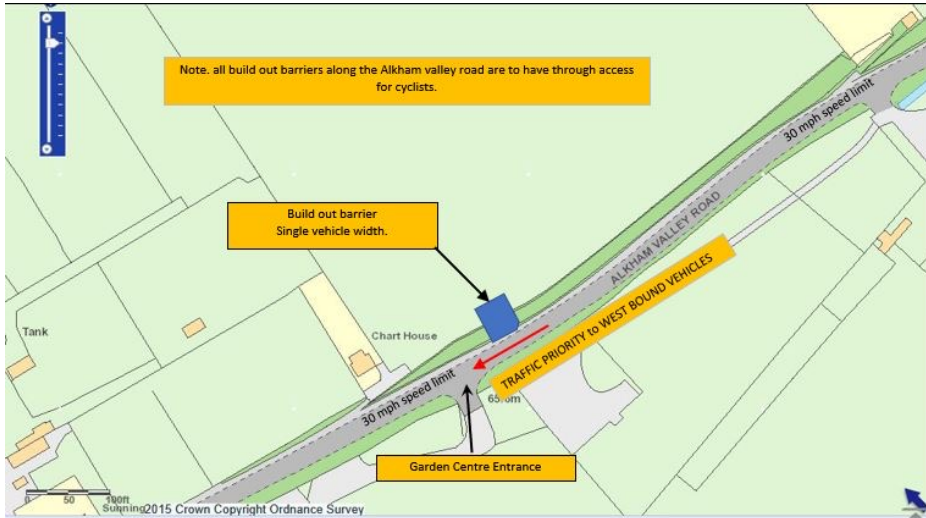 Note. all build out barriers along the Alkham valley road are to have through access
for cyclists.
30 mph speed limit
Build out barrier
Single vehicle width.
ALKHAM VALLEY ROAD
TRAFFIC PRIORITY to WEST BOUND VEHICLES
Tank
Chart House
30 mph speed limit
Garden Centre Entrance
0 50 100ft
Sunning
2015 Crown Copyright Ordnance Survey